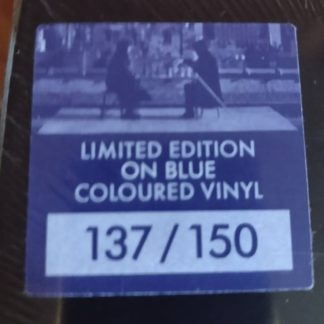 LIMITED EDITION
ON BLUE
COLOURED VINYL
137/150